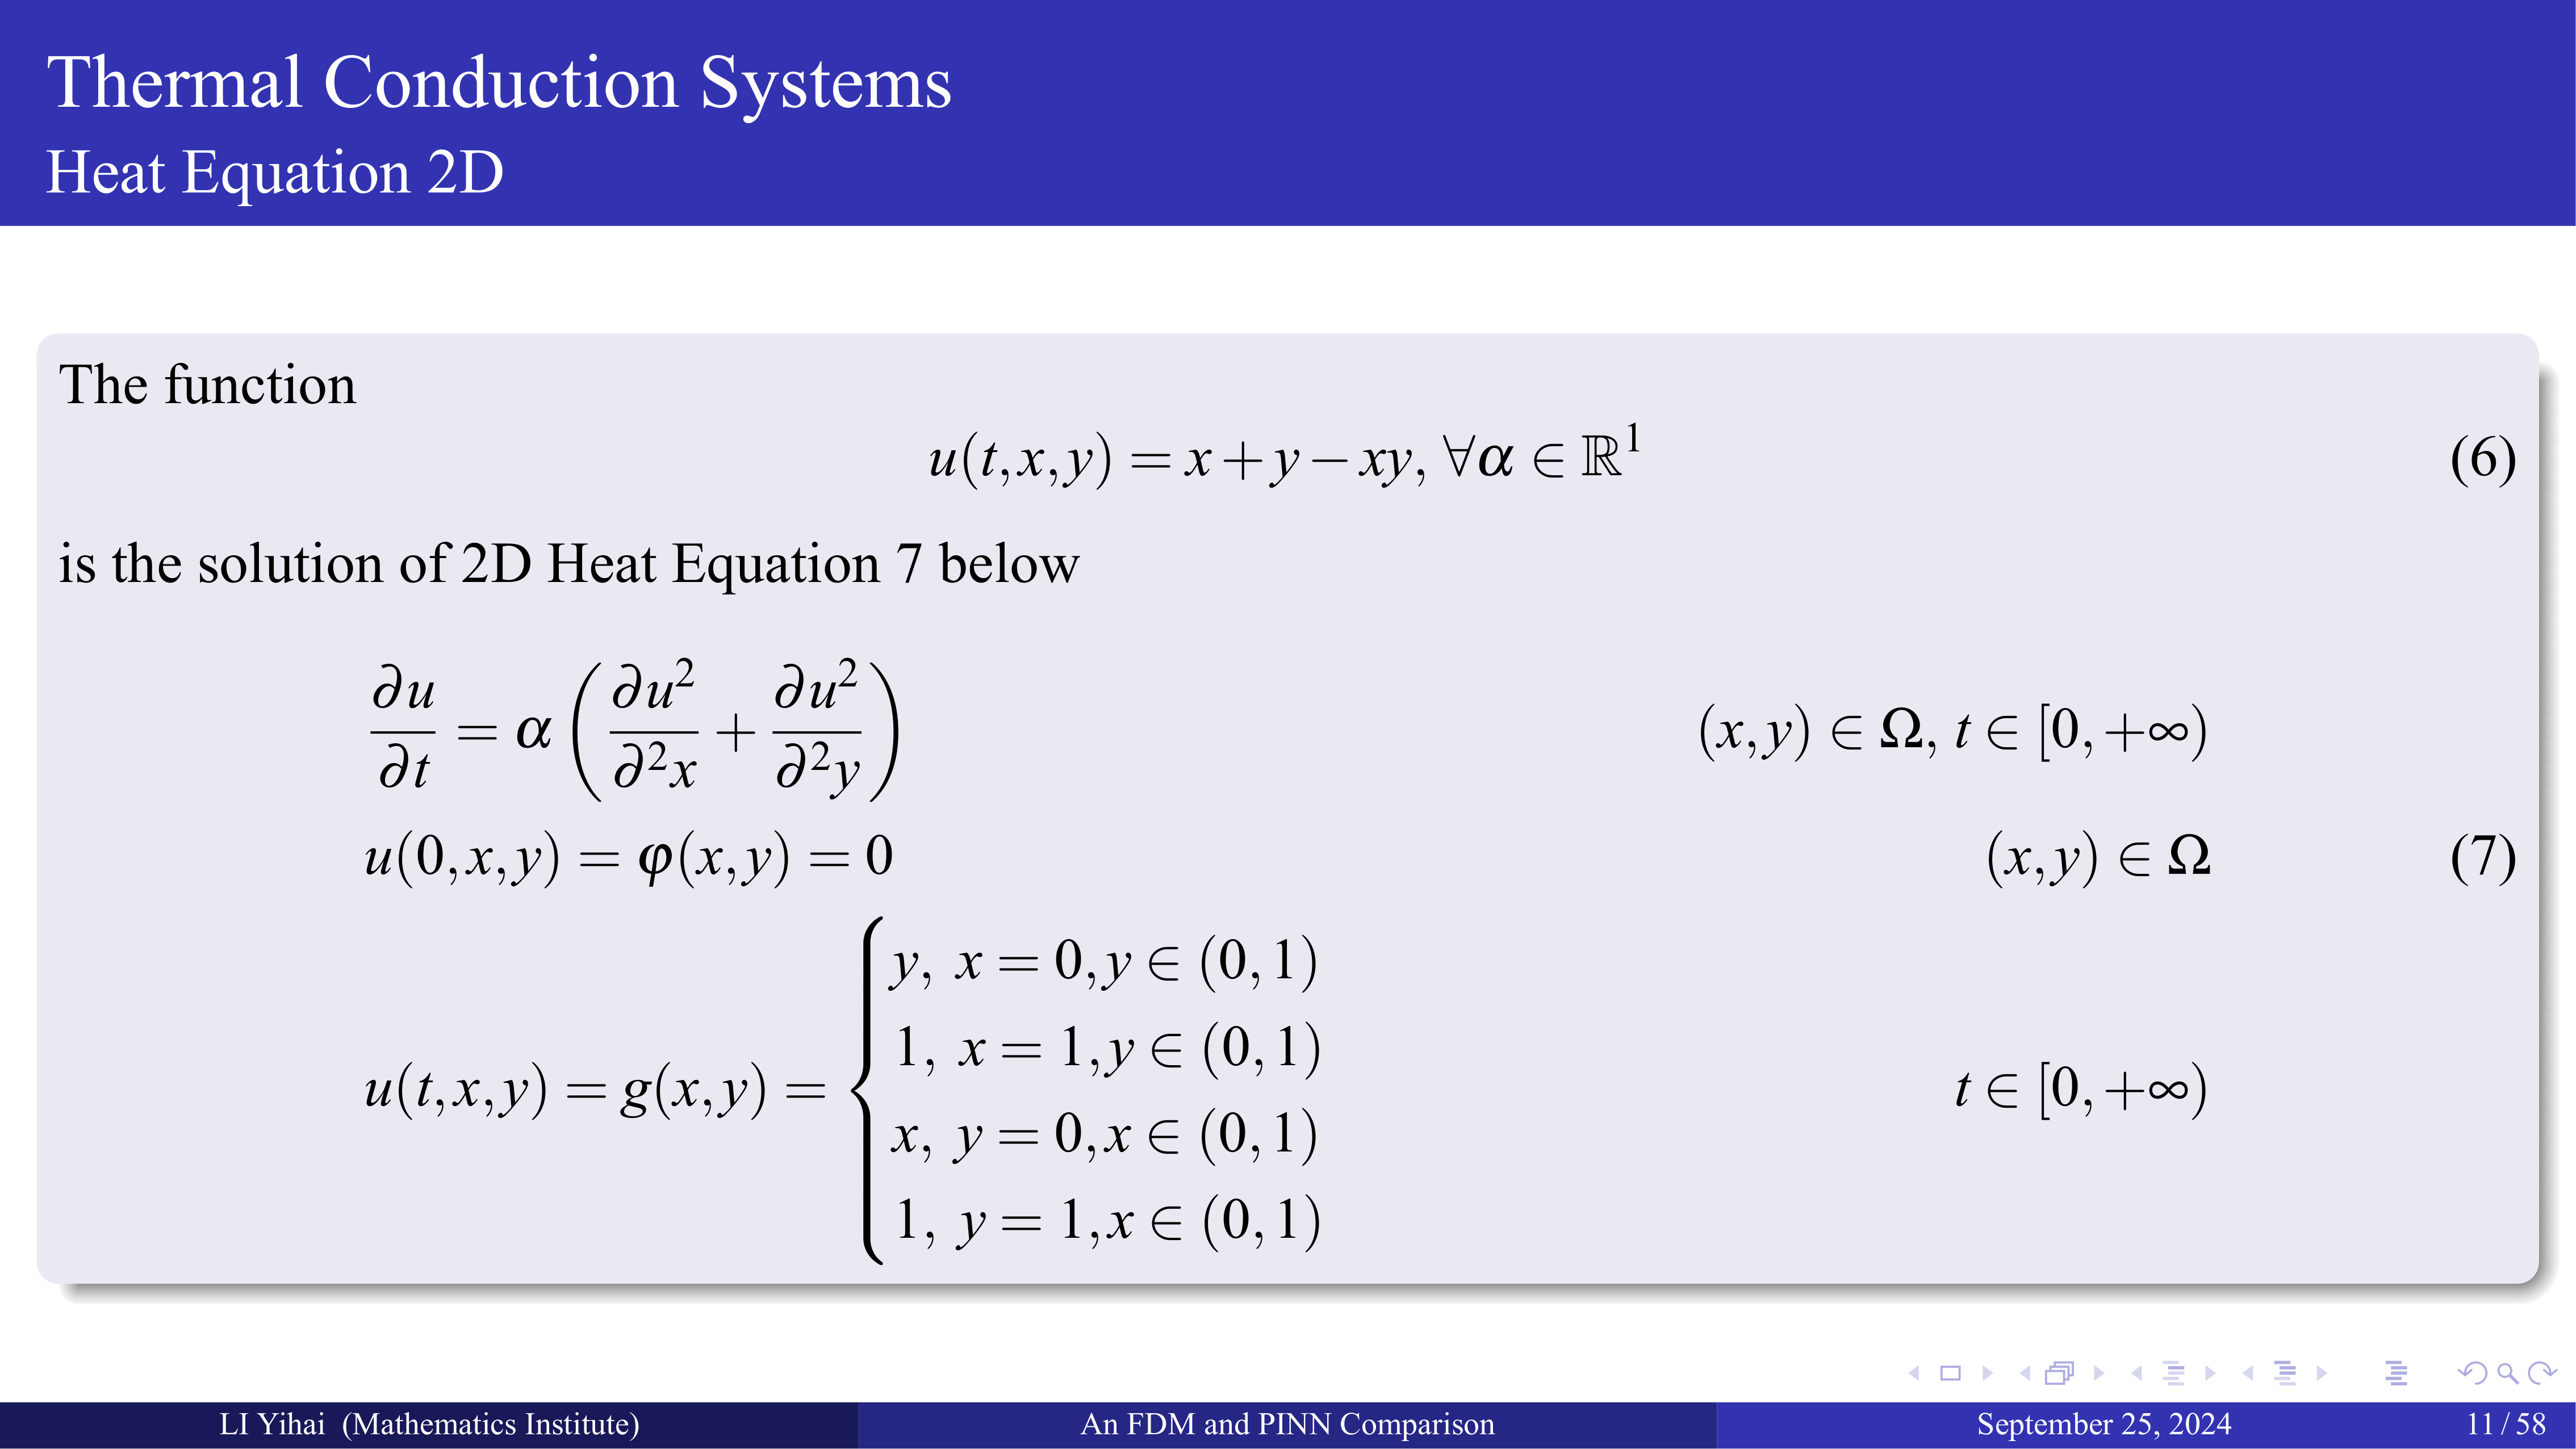 Thermal Conduction Systems
Heat Equation 2D
The function
u(t,x,y) = x+y−xy, ∀α ∈ ℝ¹ (6)
is the solution of 2D Heat Equation 7 below
∂u/∂t = α (∂u²/∂²x + ∂u²/∂²y) (x,y) ∈ Ω, t ∈ [0,+∞)
u(0,x,y) = φ(x,y) = 0 (x,y) ∈ Ω (7)
u(t,x,y) = g(x,y) = { t ∈ [0,+∞)
y, x = 0,y ∈ (0,1)
1, x = 1,y ∈ (0,1)
x, y = 0,x ∈ (0,1)
1, y = 1,x ∈ (0,1)
LI Yihai (Mathematics Institute) An FDM and PINN Comparison September 25, 2024 11 / 58